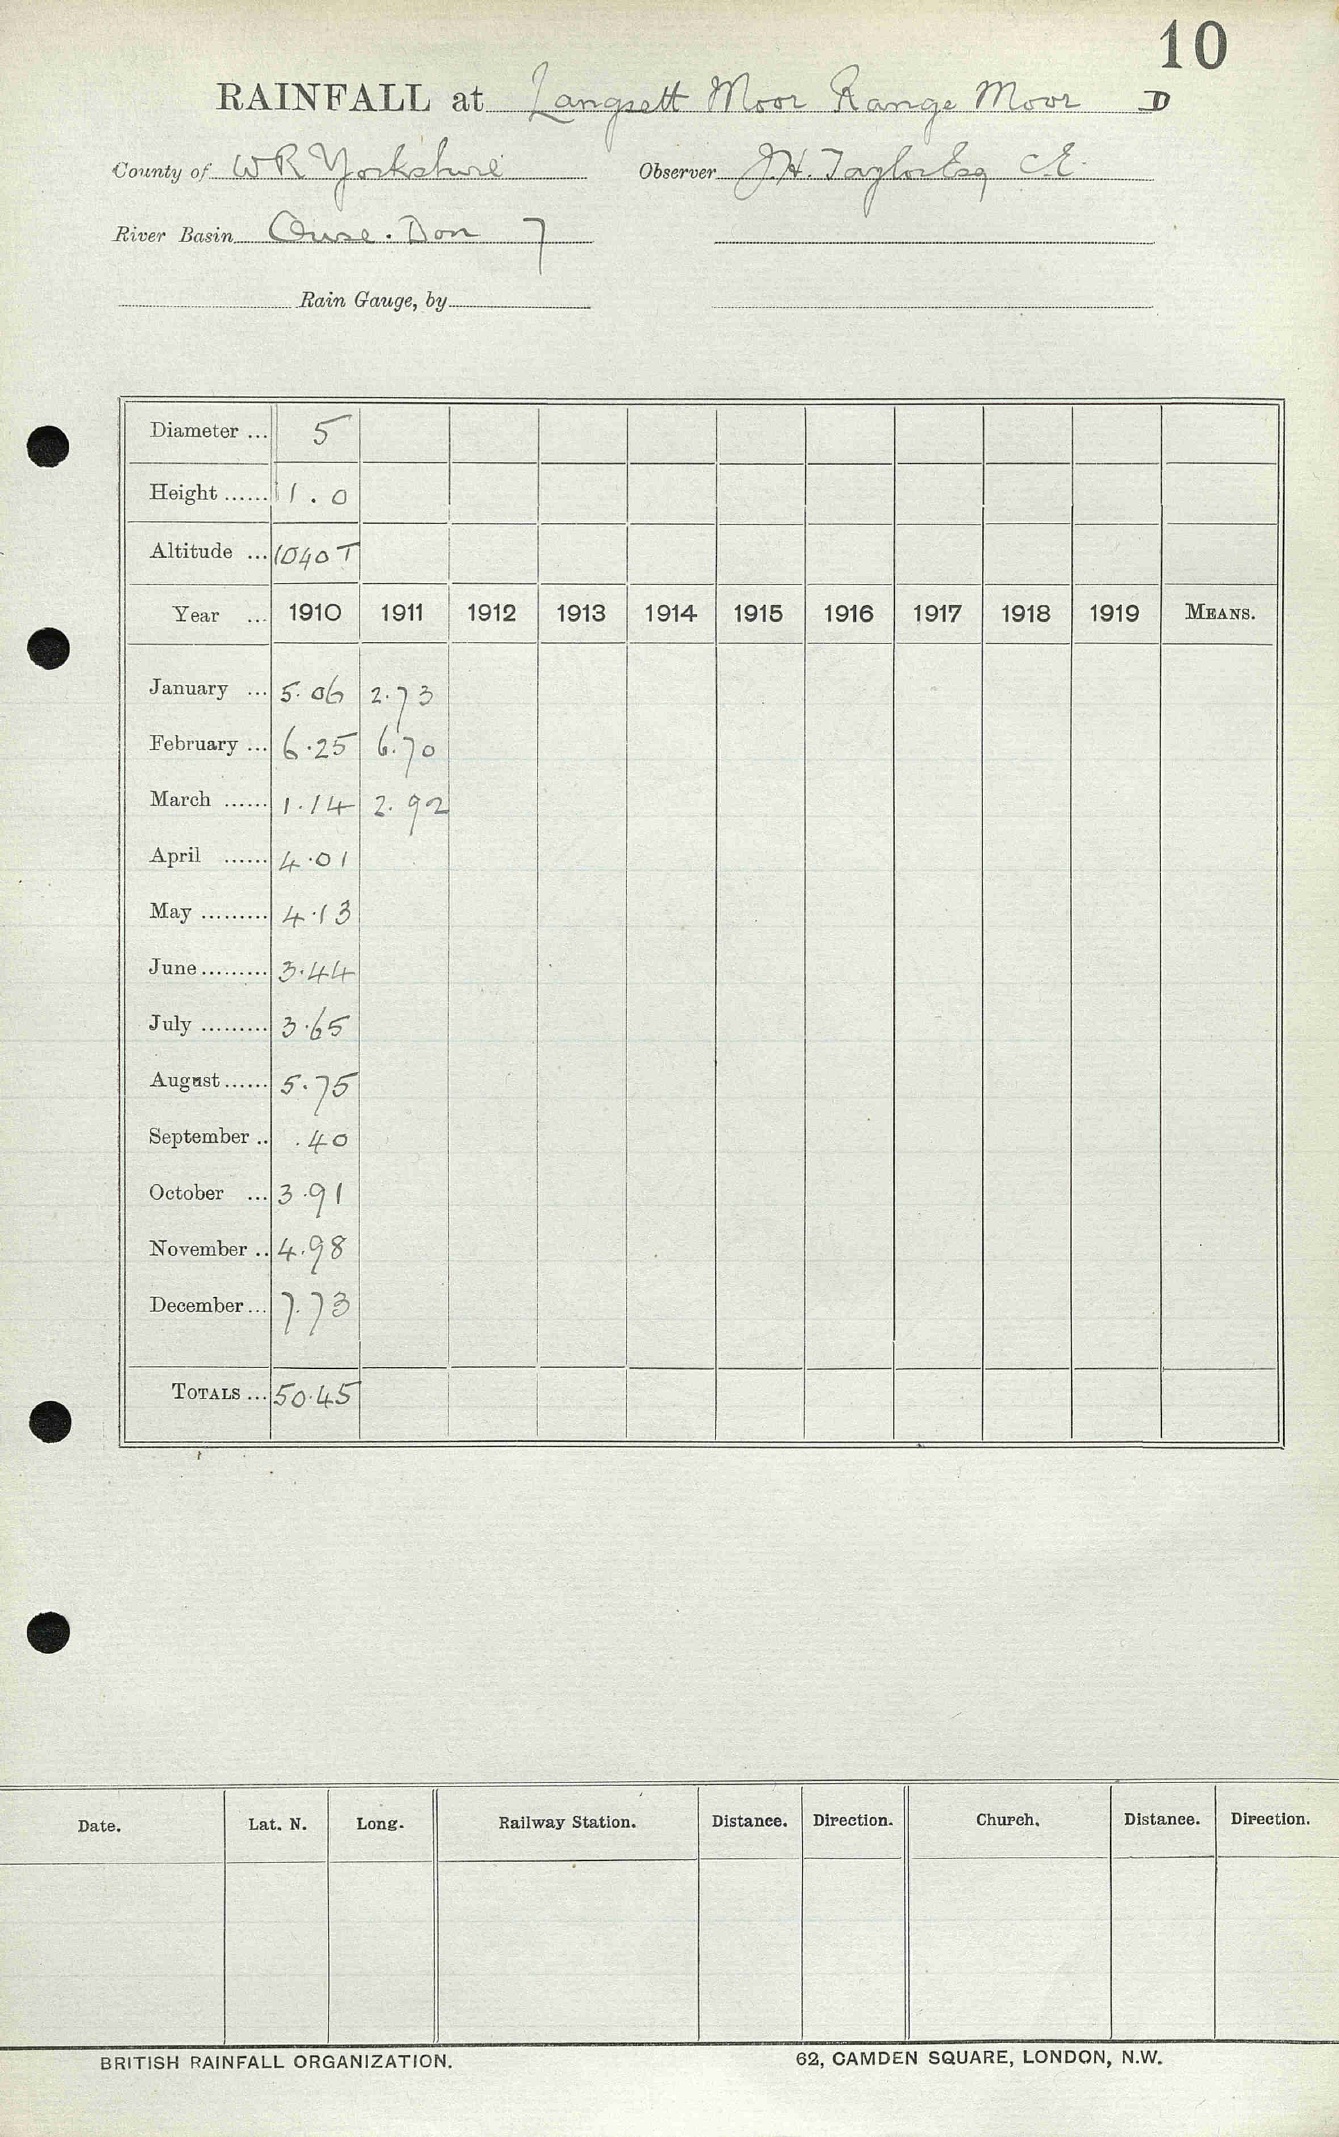 10
RAINFALL at Langsett Moor Range Moor D
County of W R Yorkshire Observer J.H. Taylor Esq C.E.
River Basin Ouse. Don 7
Rain Gauge, by
Diameter ... 5
Height ...... 1.0
Altitude ... 1040 T
Year ... 1910 1911 1912 1913 1914 1915 1916 1917 1918 1919 MEANS.
January ... 5.06 2.73
February ... 6.25 6.70
March ...... 1.14 2.92
April ...... 4.01
May ......... 4.13
June ......... 3.44
July ......... 3.65
August ...... 5.75
September .. .40
October ... 3.91
November .. 4.98
December ... 7.73
TOTALS ... 50.45
Date. Lat. N. Long. Railway Station. Distance. Direction. Church. Distance. Direction.
BRITISH RAINFALL ORGANIZATION. 62, CAMDEN SQUARE, LONDON, N.W.